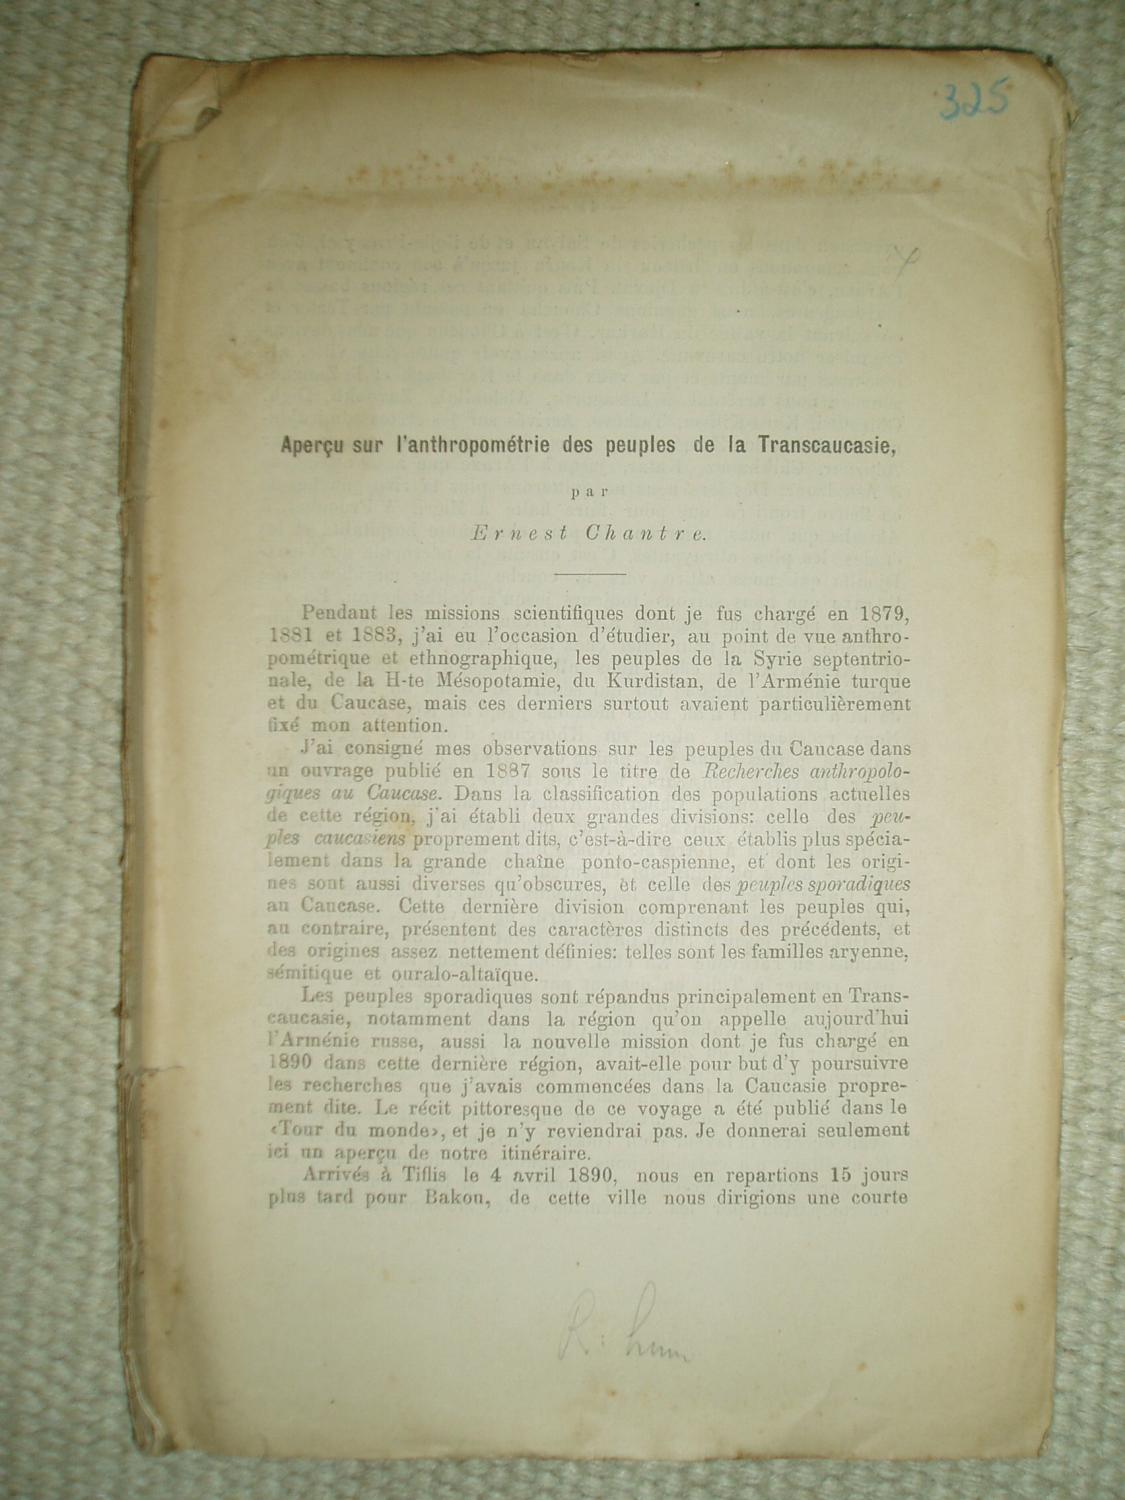 325
Aperçu sur l'anthropométrie des peuples de la Transcaucasie,
par
Ernest Chantre.
Pendant les missions scientifiques dont je fus chargé en 1879,
1881 et 1883, j'ai eu l'occasion d'étudier, au point de vue anthro-
pométrique et ethnographique, les peuples de la Syrie septentrio-
nale, de la H-te Mésopotamie, du Kurdistan, de l'Arménie turque
et du Caucase, mais ces derniers surtout avaient particulièrement
fixé mon attention.
J'ai consigné mes observations sur les peuples du Caucase dans
un ouvrage publié en 1887 sous le titre de Recherches anthropolo-
giques au Caucase. Dans la classification des populations actuelles
de cette région, j'ai établi deux grandes divisions: celle des peu-
ples caucasiens proprement dits, c'est-à-dire ceux établis plus spécia-
lement dans la grande chaîne ponto-caspienne, et dont les origi-
nes sont aussi diverses qu'obscures, èt celle des peuples sporadiques
au Caucase. Cette dernière division comprenant les peuples qui,
au contraire, présentent des caractères distincts des précédents, et
des origines assez nettement définies: telles sont les familles aryenne,
sémitique et ouralo-altaïque.
Les peuples sporadiques sont répandus principalement en Trans-
caucasie, notamment dans la région qu'on appelle aujourd'hui
l'Arménie russe, aussi la nouvelle mission dont je fus chargé en
1890 dans cette dernière région, avait-elle pour but d'y poursuivre
les recherches que j'avais commencées dans la Caucasie propre-
ment dite. Le récit pittoresque de ce voyage a été publié dans le
‹Tour du monde›, et je n'y reviendrai pas. Je donnerai seulement
ici un aperçu de notre itinéraire.
Arrivés à Tiflis le 4 avril 1890, nous en repartions 15 jours
plus tard pour Bakou, de cette ville nous dirigions une courte